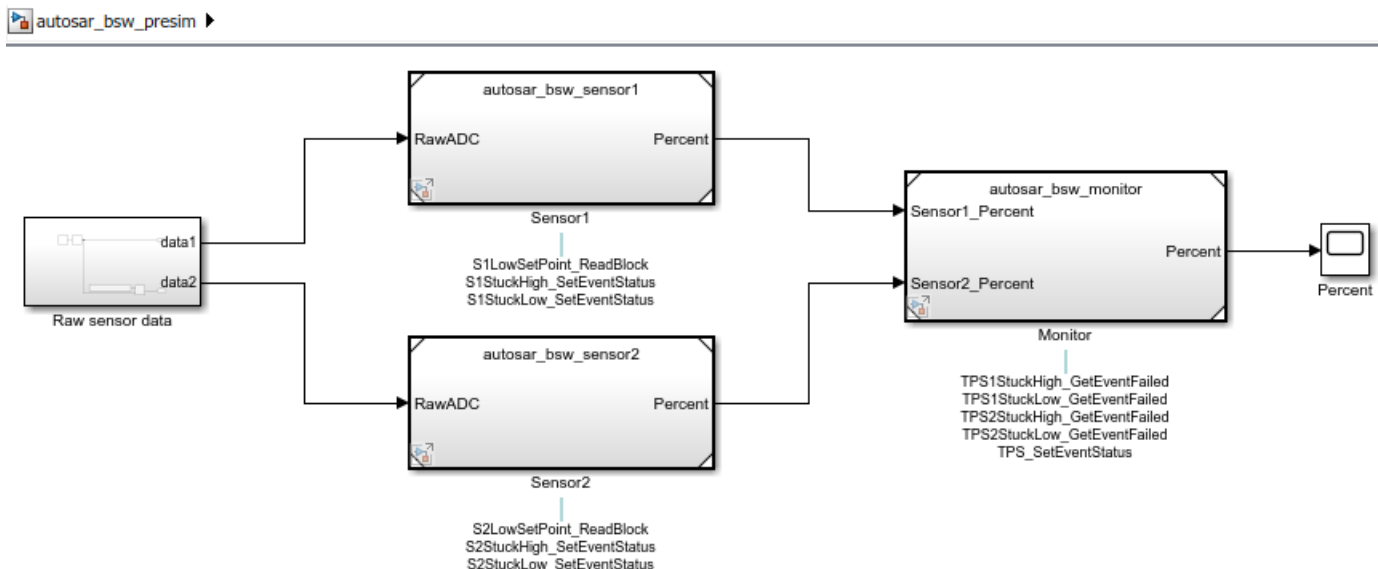 autosar_bsw_presim
autosar_bsw_sensor1
RawADC
Percent
Sensor1
S1LowSetPoint_ReadBlock
S1StuckHigh_SetEventStatus
S1StuckLow_SetEventStatus
data1
data2
Raw sensor data
autosar_bsw_sensor2
RawADC
Percent
Sensor2
S2LowSetPoint_ReadBlock
S2StuckHigh_SetEventStatus
S2StuckLow_SetEventStatus
autosar_bsw_monitor
Sensor1_Percent
Percent
Sensor2_Percent
Monitor
TPS1StuckHigh_GetEventFailed
TPS1StuckLow_GetEventFailed
TPS2StuckHigh_GetEventFailed
TPS2StuckLow_GetEventFailed
TPS_SetEventStatus
Percent